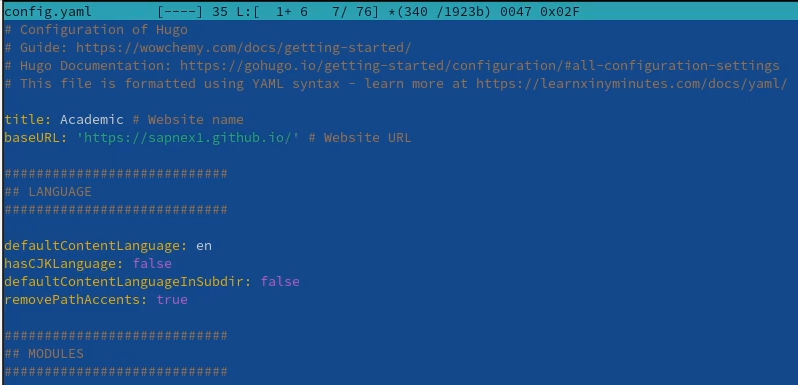 config.yaml [----] 35 L:[ 1+ 6 7/ 76] *(340 /1923b) 0047 0x02F
# Configuration of Hugo
# Guide: https://wowchemy.com/docs/getting-started/
# Hugo Documentation: https://gohugo.io/getting-started/configuration/#all-configuration-settings
# This file is formatted using YAML syntax - learn more at https://learnxinyminutes.com/docs/yaml/
title: Academic # Website name
baseURL: 'https://sapnex1.github.io/' # Website URL
############################
## LANGUAGE
############################
defaultContentLanguage: en
hasCJKLanguage: false
defaultContentLanguageInSubdir: false
removePathAccents: true
############################
## MODULES
############################